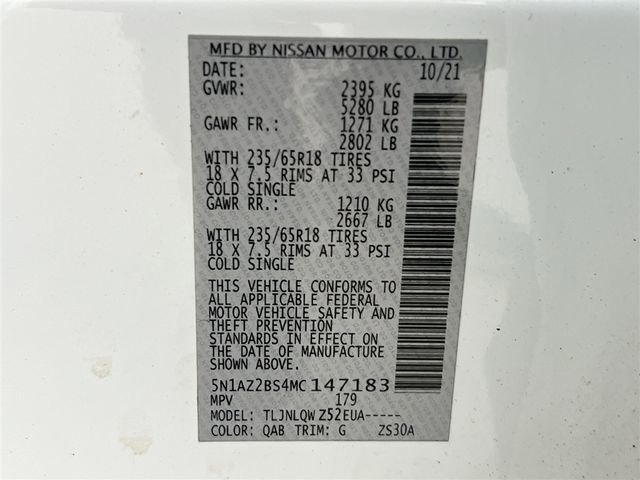 MFD BY NISSAN MOTOR CO., LTD.
DATE: 10/21
GVWR: 2395 KG
5280 LB
GAWR FR.: 1271 KG
2802 LB
WITH 235/65R18 TIRES
18 X 7.5 RIMS AT 33 PSI
COLD SINGLE
GAWR RR.: 1210 KG
2667 LB
WITH 235/65R18 TIRES
18 X 7.5 RIMS AT 33 PSI
COLD SINGLE
THIS VEHICLE CONFORMS TO
ALL APPLICABLE FEDERAL
MOTOR VEHICLE SAFETY AND
THEFT PREVENTION
STANDARDS IN EFFECT ON
THE DATE OF MANUFACTURE
SHOWN ABOVE.
5N1AZ2BS4MC147183
MPV 179
MODEL: TLJNLQW Z52EUA-----
COLOR: QAB TRIM: G ZS30A